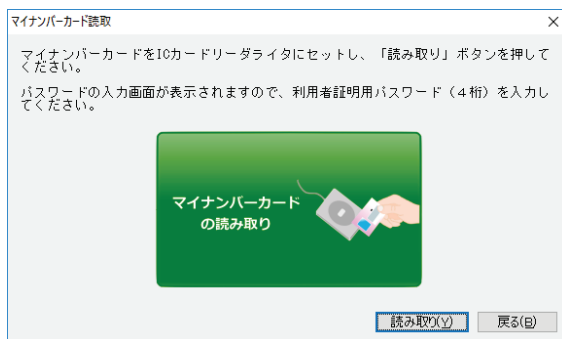 マイナンバーカード読取
マイナンバーカードをICカードリーダライタにセットし、「読み取り」ボタンを押して
ください。
パスワードの入力画面が表示されますので、利用者証明用パスワード（４桁）を入力し
てください。
マイナンバーカード
の読み取り
読み取り(Y)
戻る(B)